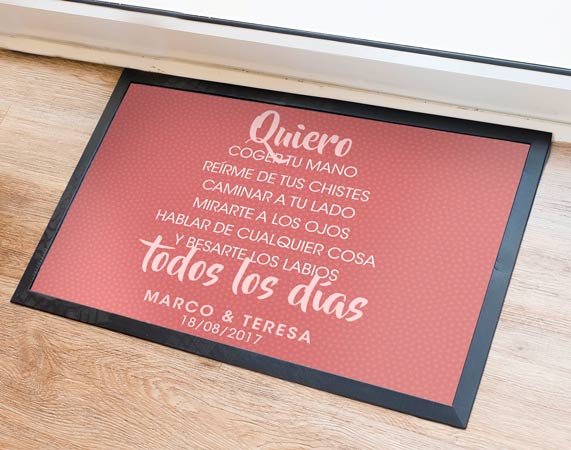 Quiero
COGER TU MANO
REÍRME DE TUS CHISTES
CAMINAR A TU LADO
MIRARTE A LOS OJOS
HABLAR DE CUALQUIER COSA
Y BESARTE LOS LABIOS
todos los días
MARCO & TERESA
18/08/2017